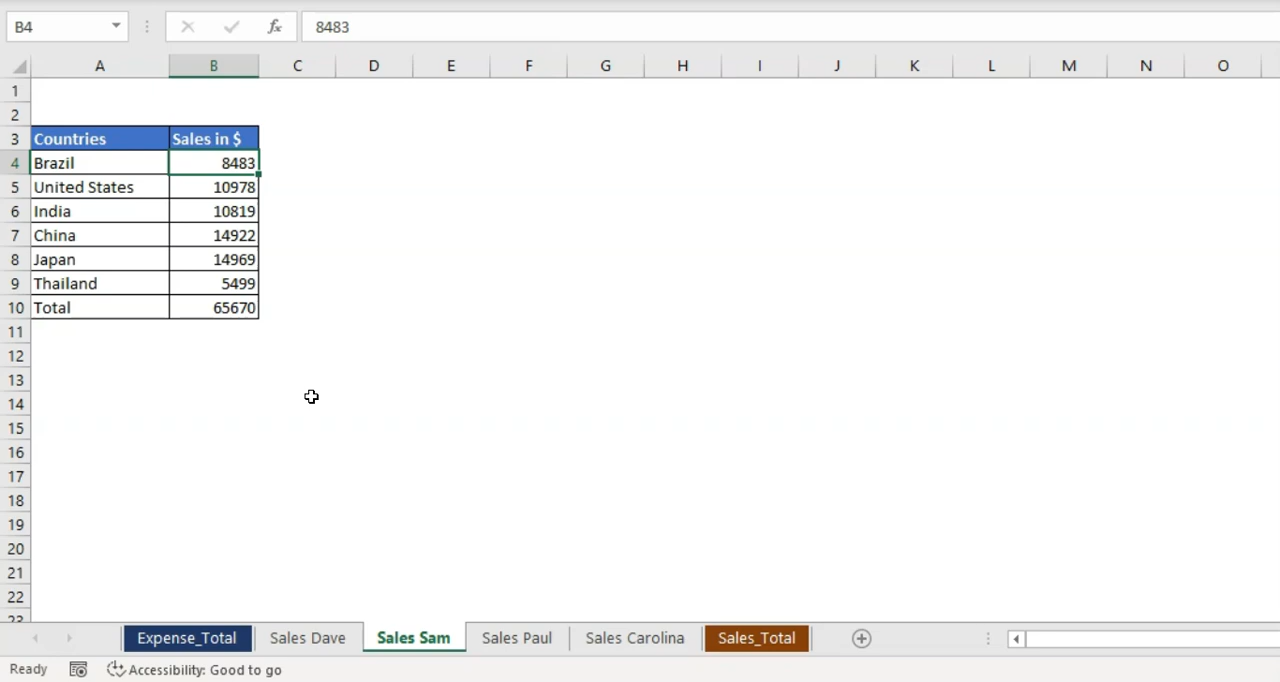 B4 fx 8483
A B C D E F G H I J K L M N O
1
2
3 Countries Sales in $
4 Brazil 8483
5 United States 10978
6 India 10819
7 China 14922
8 Japan 14969
9 Thailand 5499
10 Total 65670
11
12
13
14
15
16
17
18
19
20
21
22
23
Expense_Total Sales Dave Sales Sam Sales Paul Sales Carolina Sales_Total
Ready Accessibility: Good to go